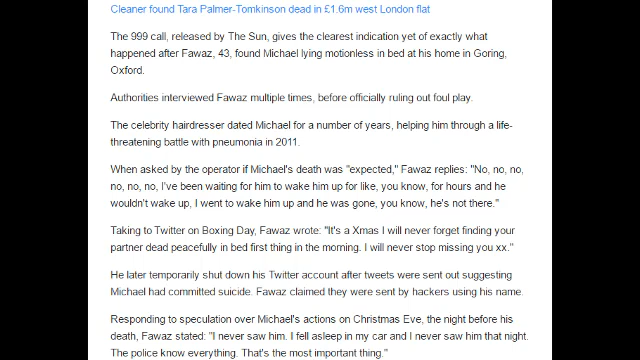 Cleaner found Tara Palmer-Tomkinson dead in £1.6m west London flat
The 999 call, released by The Sun, gives the clearest indication yet of exactly what
happened after Fawaz, 43, found Michael lying motionless in bed at his home in Goring,
Oxford.
Authorities interviewed Fawaz multiple times, before officially ruling out foul play.
The celebrity hairdresser dated Michael for a number of years, helping him through a life-
threatening battle with pneumonia in 2011.
When asked by the operator if Michael's death was "expected," Fawaz replies: "No, no, no,
no, no, no, I've been waiting for him to wake him up for like, you know, for hours and he
wouldn't wake up, I went to wake him up and he was gone, you know, he's not there."
Taking to Twitter on Boxing Day, Fawaz wrote: "It's a Xmas I will never forget finding your
partner dead peacefully in bed first thing in the morning. I will never stop missing you xx."
He later temporarily shut down his Twitter account after tweets were sent out suggesting
Michael had committed suicide. Fawaz claimed they were sent by hackers using his name.
Responding to speculation over Michael's actions on Christmas Eve, the night before his
death, Fawaz stated: "I never saw him. I fell asleep in my car and I never saw him that night.
The police know everything. That's the most important thing."